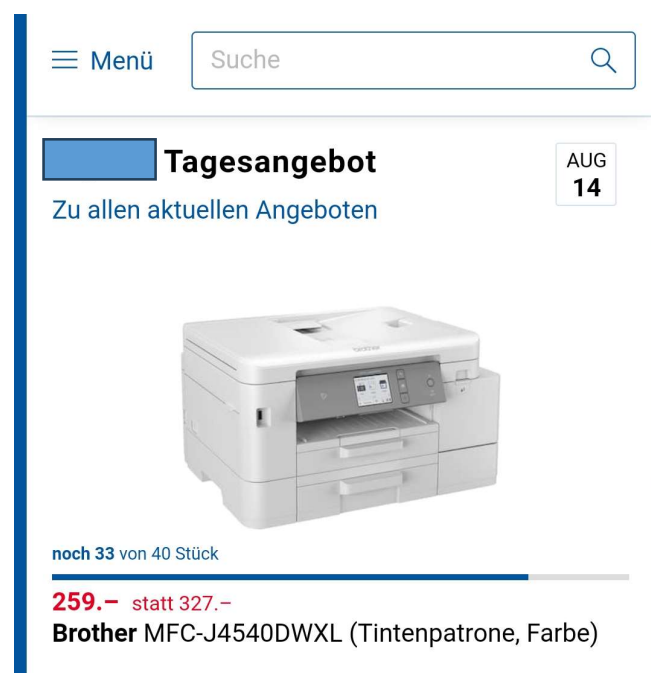 Menü
Suche
Tagesangebot
AUG
14
Zu allen aktuellen Angeboten
brother
noch 33 von 40 Stück
259.– statt 327.–
Brother MFC-J4540DWXL (Tintenpatrone, Farbe)